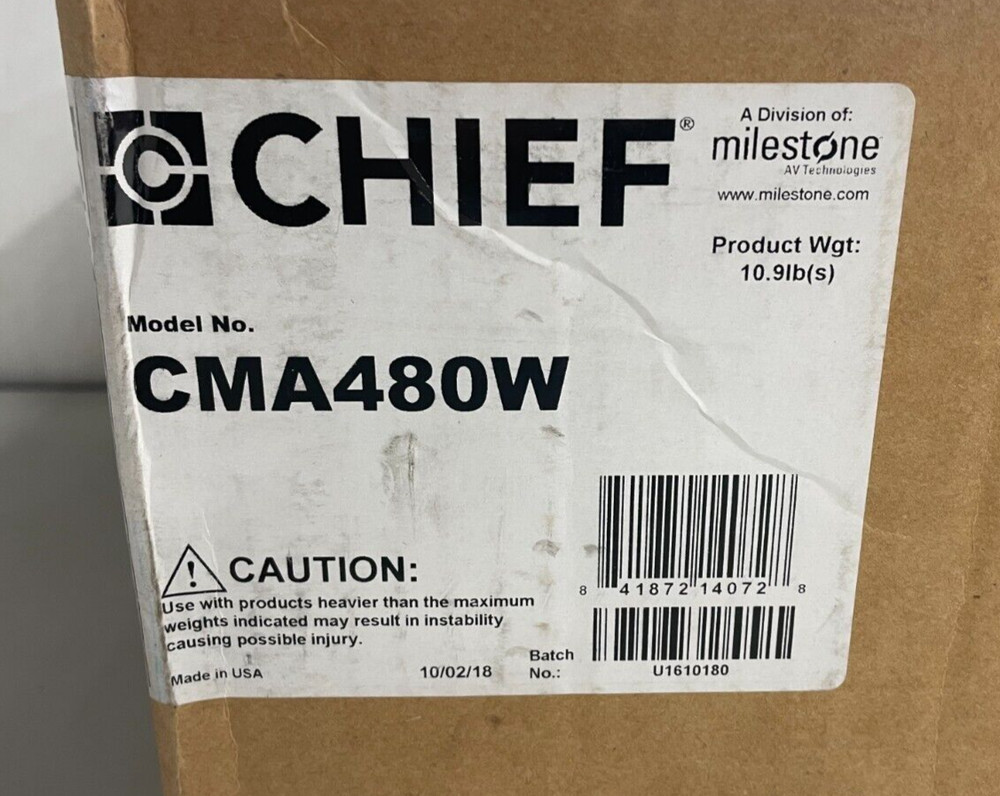 CHIEF®
A Division of:
milestone
AV Technologies
www.milestone.com
Product Wgt:
10.9lb(s)
Model No.
CMA480W
CAUTION:
Use with products heavier than the maximum
weights indicated may result in instability
causing possible injury.
Made in USA
10/02/18
8 41872 14072 8
Batch
No.:
U1610180